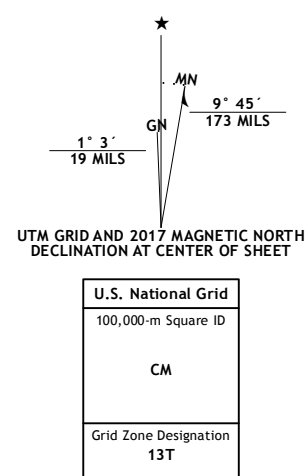 ★
MN
GN
9° 45´
173 MILS
1° 3´
19 MILS
UTM GRID AND 2017 MAGNETIC NORTH
DECLINATION AT CENTER OF SHEET
U.S. National Grid
100,000-m Square ID
CM
Grid Zone Designation
13T